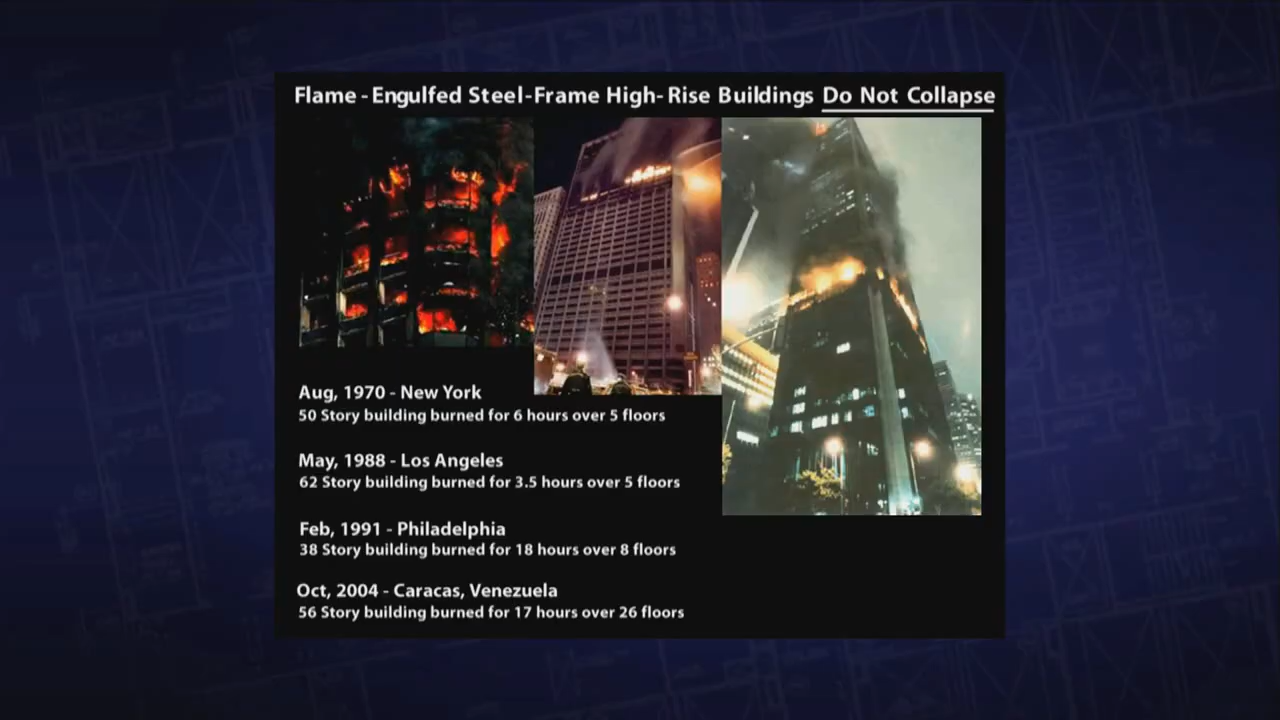 Flame - Engulfed Steel-Frame High- Rise Buildings Do Not Collapse
Aug, 1970 - New York
50 Story building burned for 6 hours over 5 floors
May, 1988 - Los Angeles
62 Story building burned for 3.5 hours over 5 floors
Feb, 1991 - Philadelphia
38 Story building burned for 18 hours over 8 floors
Oct, 2004 - Caracas, Venezuela
56 Story building burned for 17 hours over 26 floors